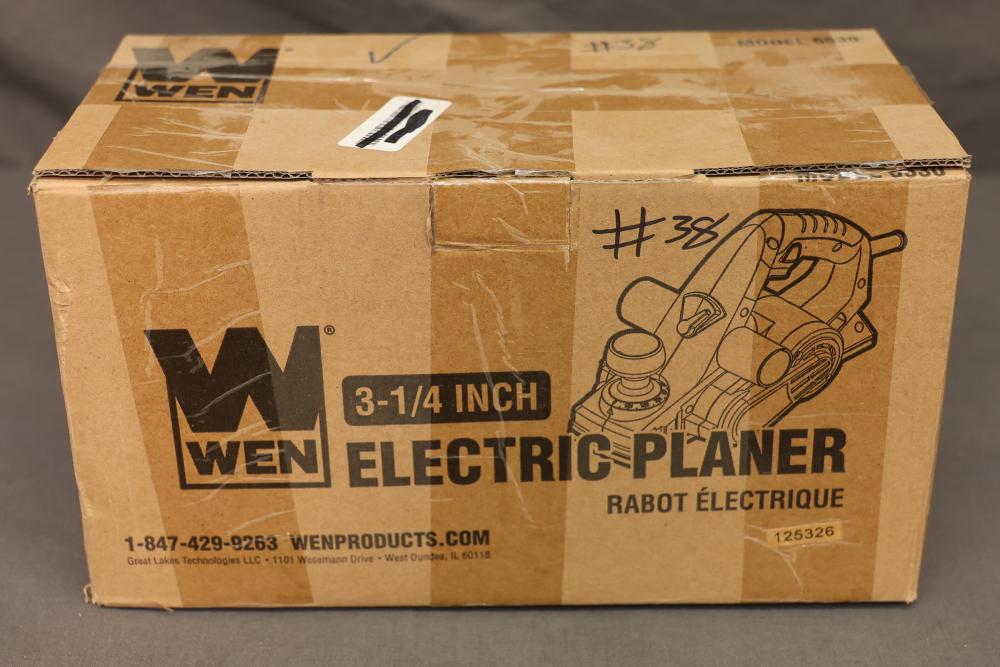 WEN
#38
MODEL 6530
#38
WEN®
3-1/4 INCH
ELECTRIC PLANER
RABOT ÉLECTRIQUE
125326
1-847-429-9263 WENPRODUCTS.COM
Great Lakes Technologies LLC • 1101 Wesemann Drive • West Dundee, IL 60118